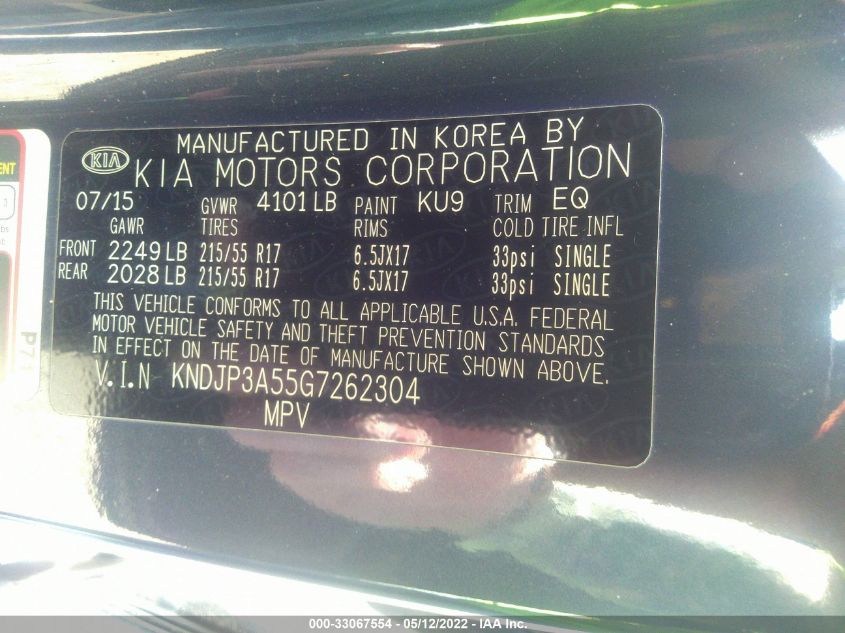 MANUFACTURED IN KOREA BY
KIA KIA MOTORS CORPORATION
07/15 GVWR 4101 LB PAINT KU9 TRIM EQ
GAWR TIRES RIMS COLD TIRE INFL
FRONT 2249 LB 215/55 R17 6.5JX17 33psi SINGLE
REAR 2028 LB 215/55 R17 6.5JX17 33psi SINGLE
THIS VEHICLE CONFORMS TO ALL APPLICABLE U.S.A. FEDERAL
MOTOR VEHICLE SAFETY AND THEFT PREVENTION STANDARDS
IN EFFECT ON THE DATE OF MANUFACTURE SHOWN ABOVE.
V.I.N KNDJP3A55G7262304
MPV
000-33067554 - 05/12/2022 - IAA Inc.